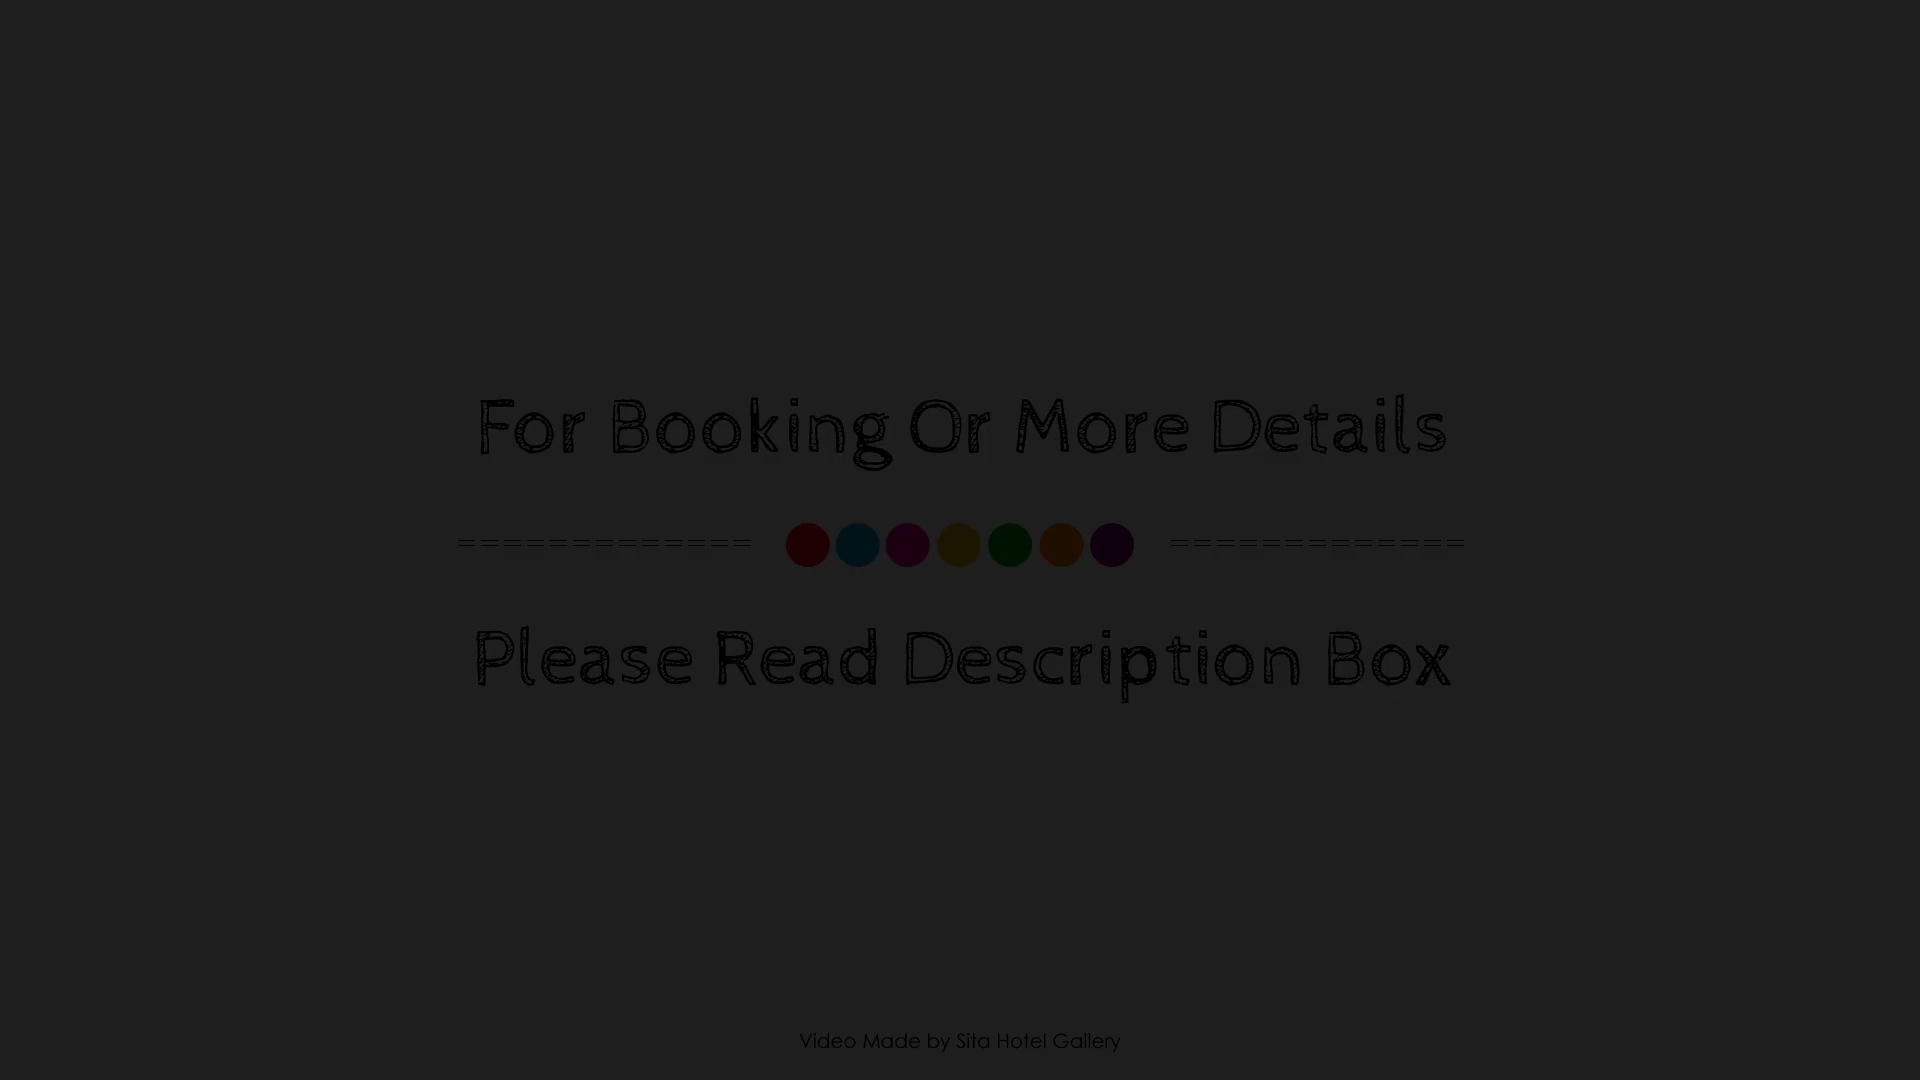 For Booking Or More Details
============= =============
Please Read Description Box
Video Made by Sita Hotel Gallery